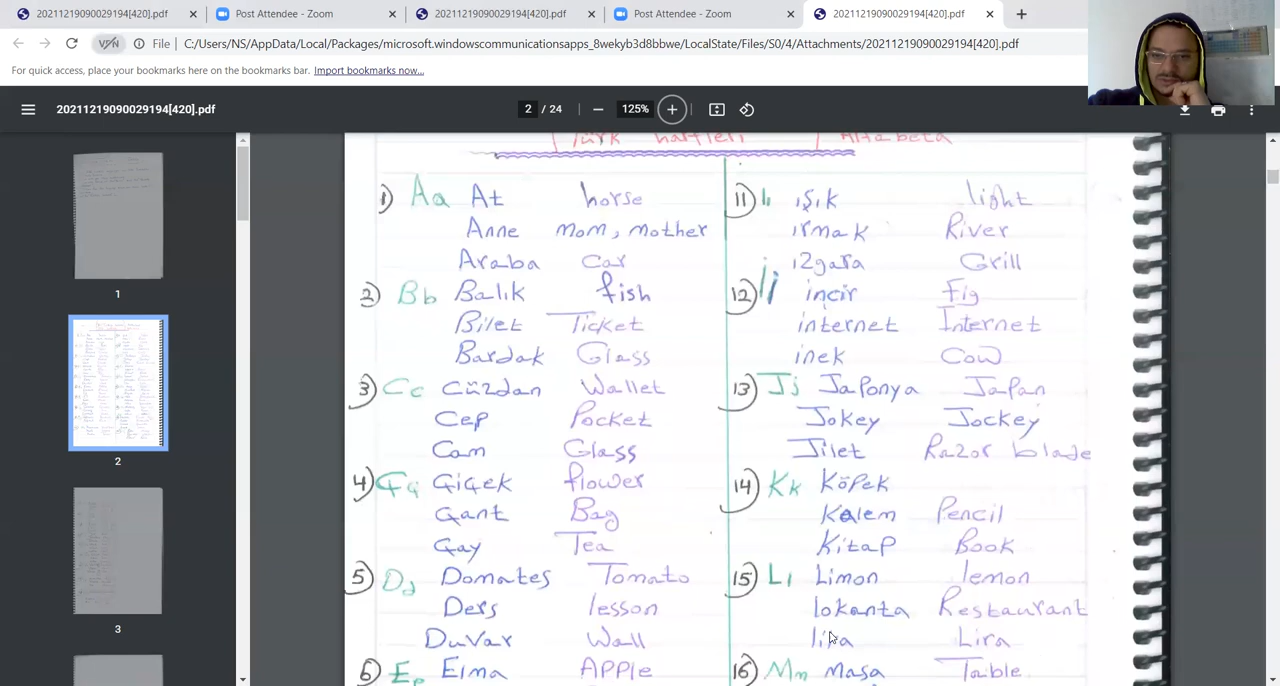 20211219090029194[420].pdf
Post Attendee - Zoom
20211219090029194[420].pdf
Post Attendee - Zoom
20211219090029194[420].pdf
VPN
File
C:/Users/NS/AppData/Local/Packages/microsoft.windowscommunicationsapps_8wekyb3d8bbwe/LocalState/Files/S0/4/Attachments/20211219090029194[420].pdf
For quick access, place your bookmarks here on the bookmarks bar. Import bookmarks now...
20211219090029194[420].pdf
2 / 24
125%
1
2
3
Türk harfleri Alfabeta
1) Aa At horse
Anne mom, mother
Araba car
2) Bb Balık fish
Bilet Ticket
Bardak Glass
3) Cc Cüzdan Wallet
Cep Pocket
Cam Glass
4) Çç Çiçek flower
Çant Bag
Çay Tea
5) Dd Domates Tomato
Ders lesson
Duvar Wall
6) Ee Elma APPle
11) Iı ışık light
ırmak River
ızgara Grill
12) İi incir Fig
internet Internet
inek Cow
13) Jj Japonya Japan
Jokey Jockey
Jilet Razor blade
14) Kk Köpek
Kalem Pencil
Kitap Book
15) Ll Limon lemon
lokanta Restaurant
lira Lira
16) Mm masa Table